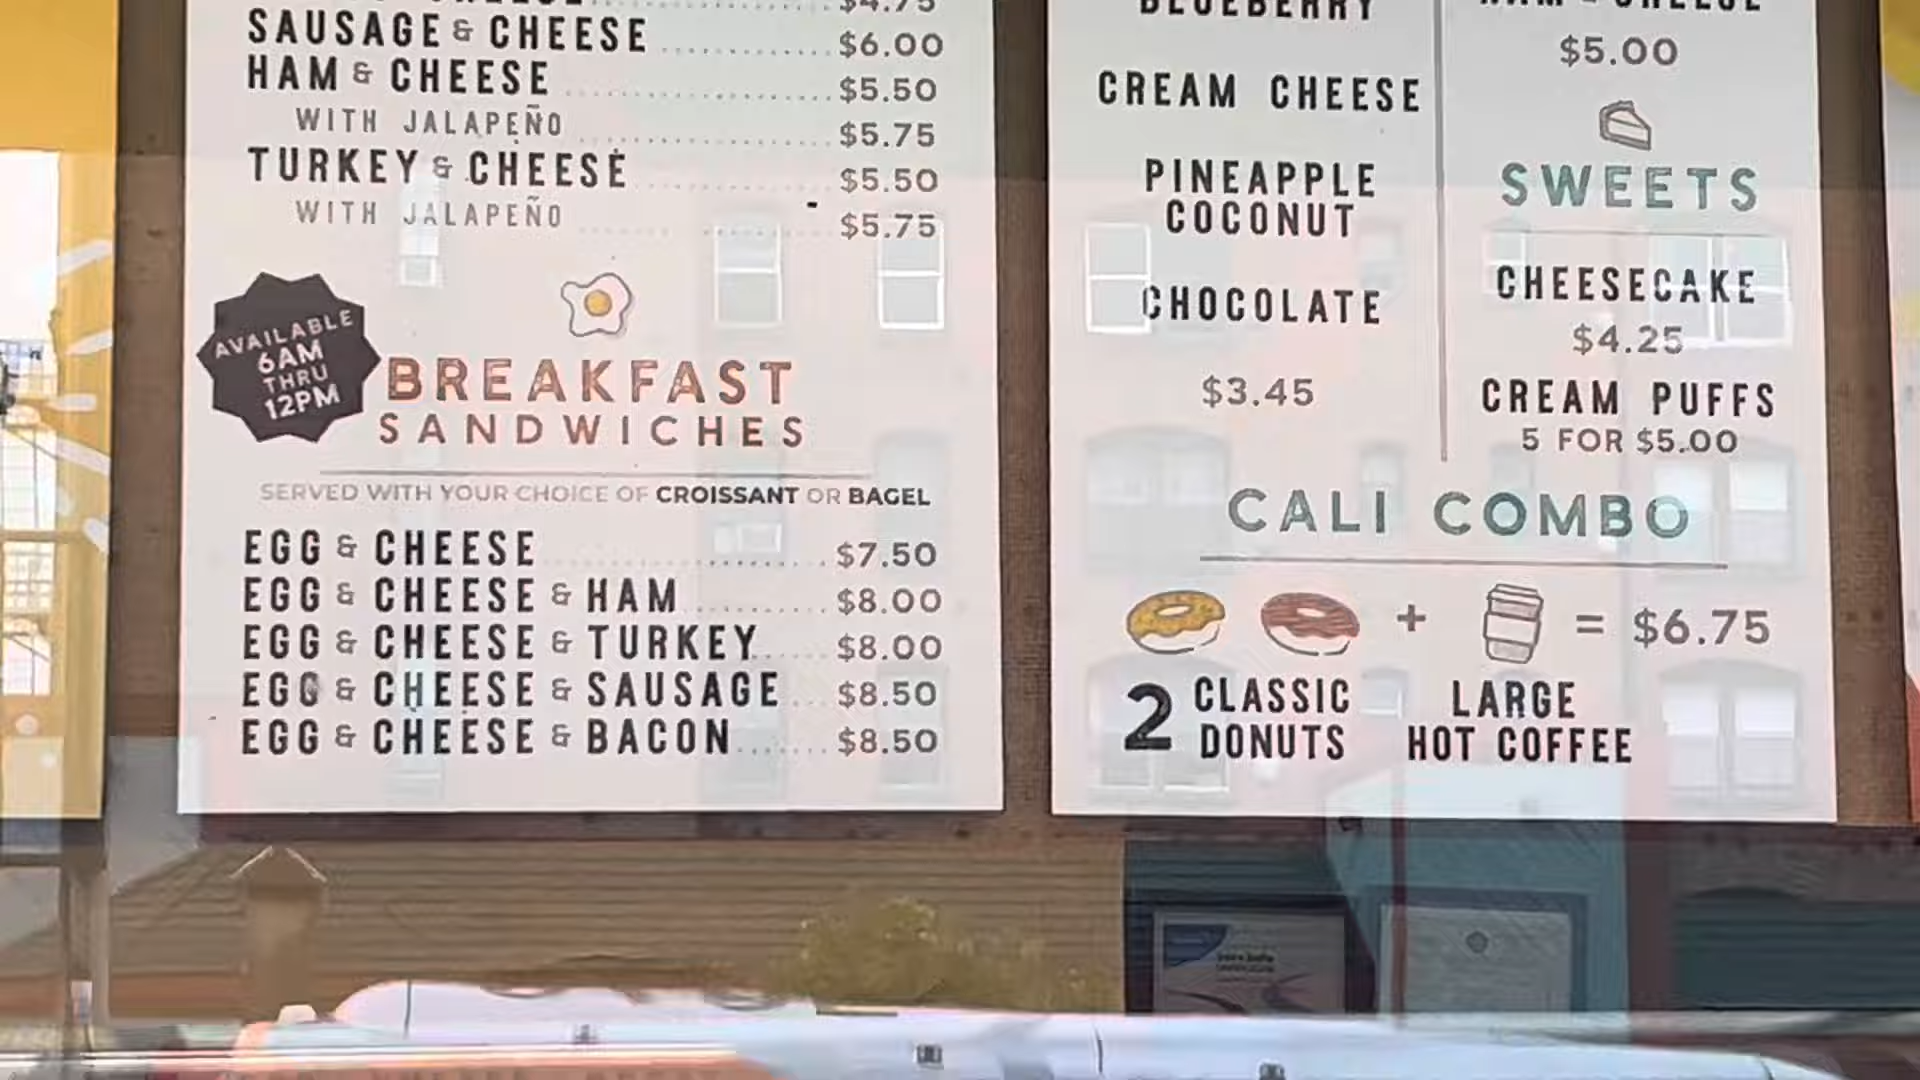 $4.75
SAUSAGE & CHEESE $6.00
HAM & CHEESE $5.50
WITH JALAPEÑO $5.75
TURKEY & CHEESE $5.50
WITH JALAPEÑO $5.75
AVAILABLE
6AM
THRU
12PM
BREAKFAST
SANDWICHES
SERVED WITH YOUR CHOICE OF CROISSANT OR BAGEL
EGG & CHEESE $7.50
EGG & CHEESE & HAM $8.00
EGG & CHEESE & TURKEY $8.00
EGG & CHEESE & SAUSAGE $8.50
EGG & CHEESE & BACON $8.50
BLUEBERRY
CREAM CHEESE
PINEAPPLE
COCONUT
CHOCOLATE
$3.45
HAM & CHEESE
$5.00
SWEETS
CHEESECAKE
$4.25
CREAM PUFFS
5 FOR $5.00
CALI COMBO
+ = $6.75
2 CLASSIC
DONUTS
LARGE
HOT COFFEE